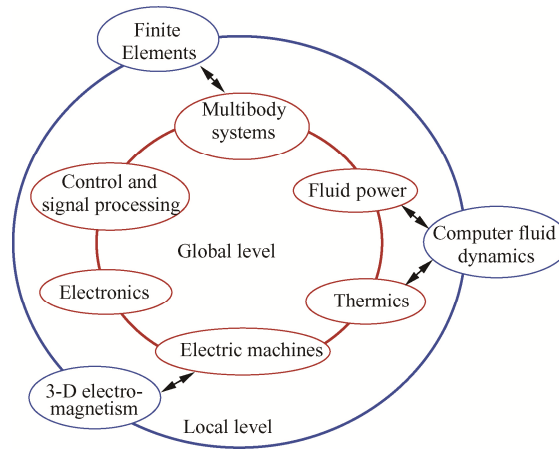 Finite
Elements
Multibody
systems
Control and
signal processing
Fluid power
Computer fluid
dynamics
Global level
Electronics
Thermics
Electric machines
3-D electro-
magnetism
Local level